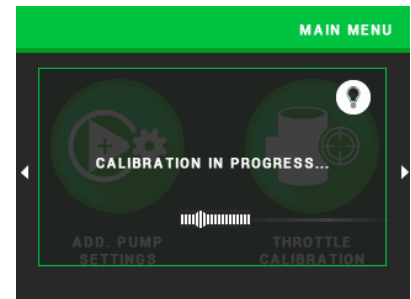 MAIN MENU
CALIBRATION IN PROGRESS...
ADD. PUMP
SETTINGS
THROTTLE
CALIBRATION